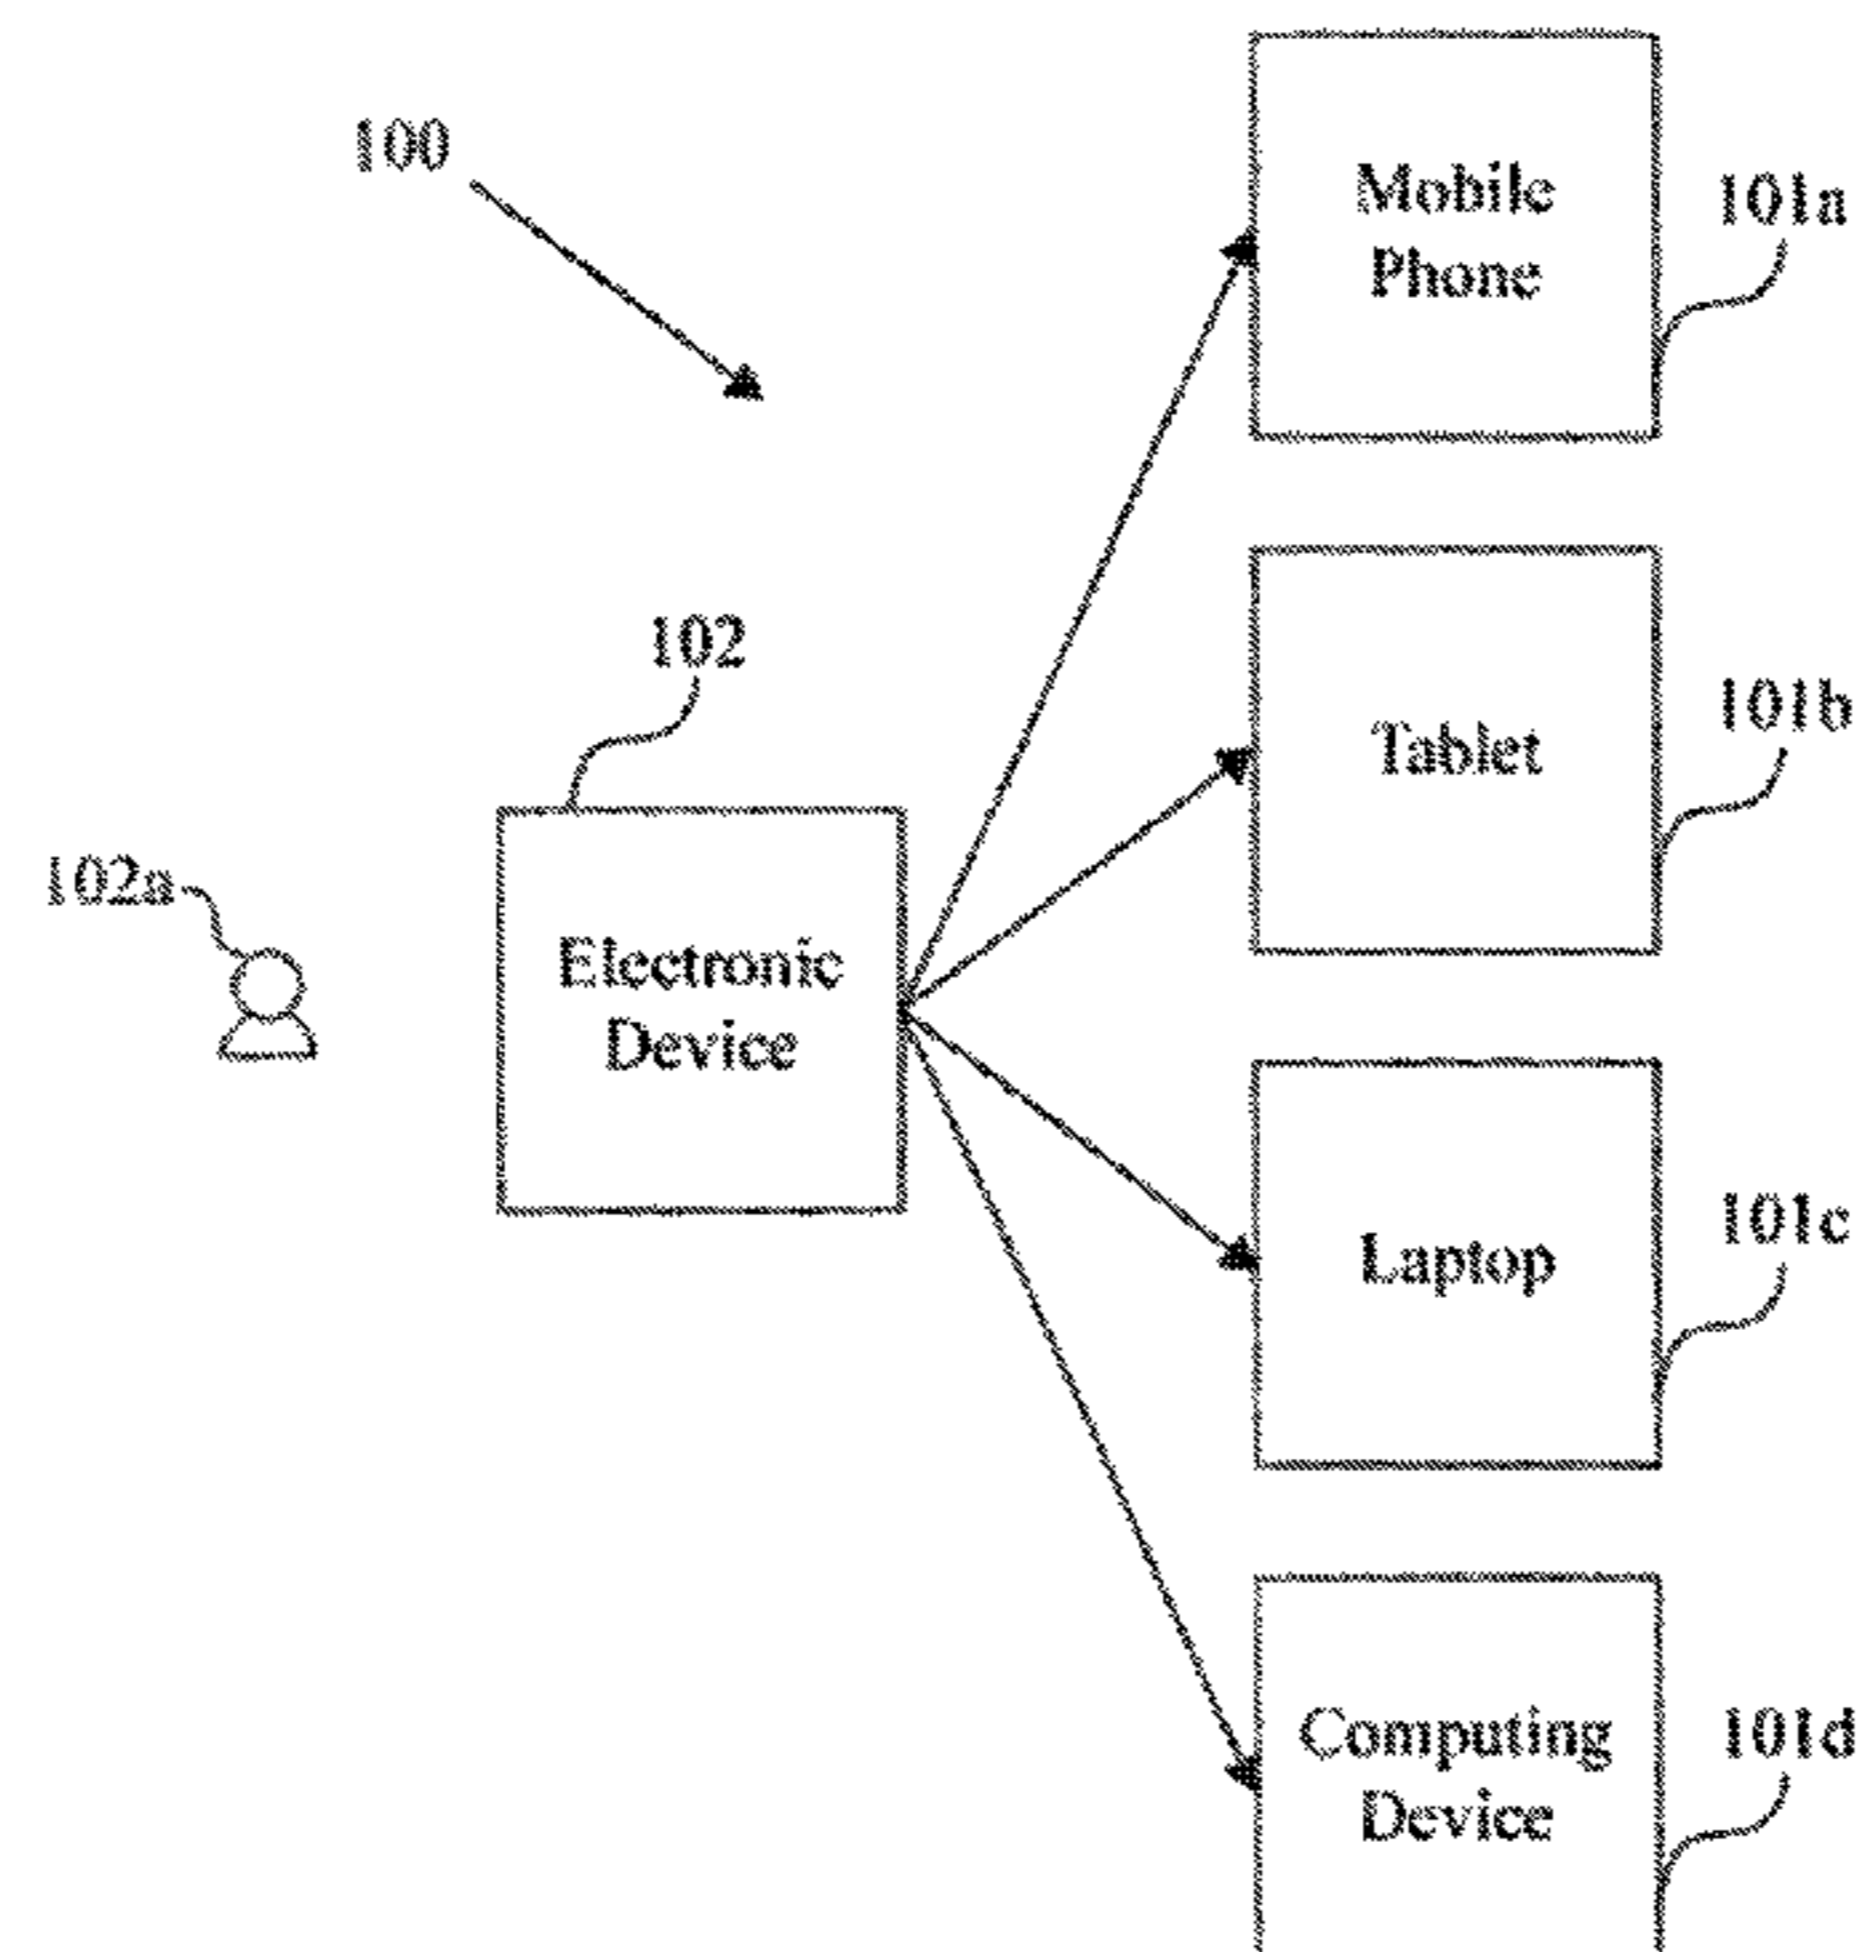 100
Mobile
Phone
101a
102
Tablet
101b
102a
Electronic
Device
Laptop
101c
Computing
Device
101d